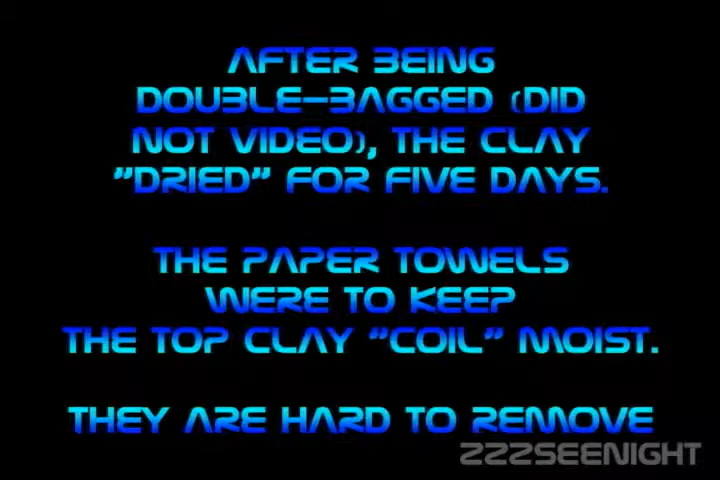 AFTER BEING
DOUBLE-BAGGED (DID
NOT VIDEO), THE CLAY
"DRIED" FOR FIVE DAYS.
THE PAPER TOWELS
WERE TO KEEP
THE TOP CLAY "COIL" MOIST.
THEY ARE HARD TO REMOVE
ZZZSEENIGHT